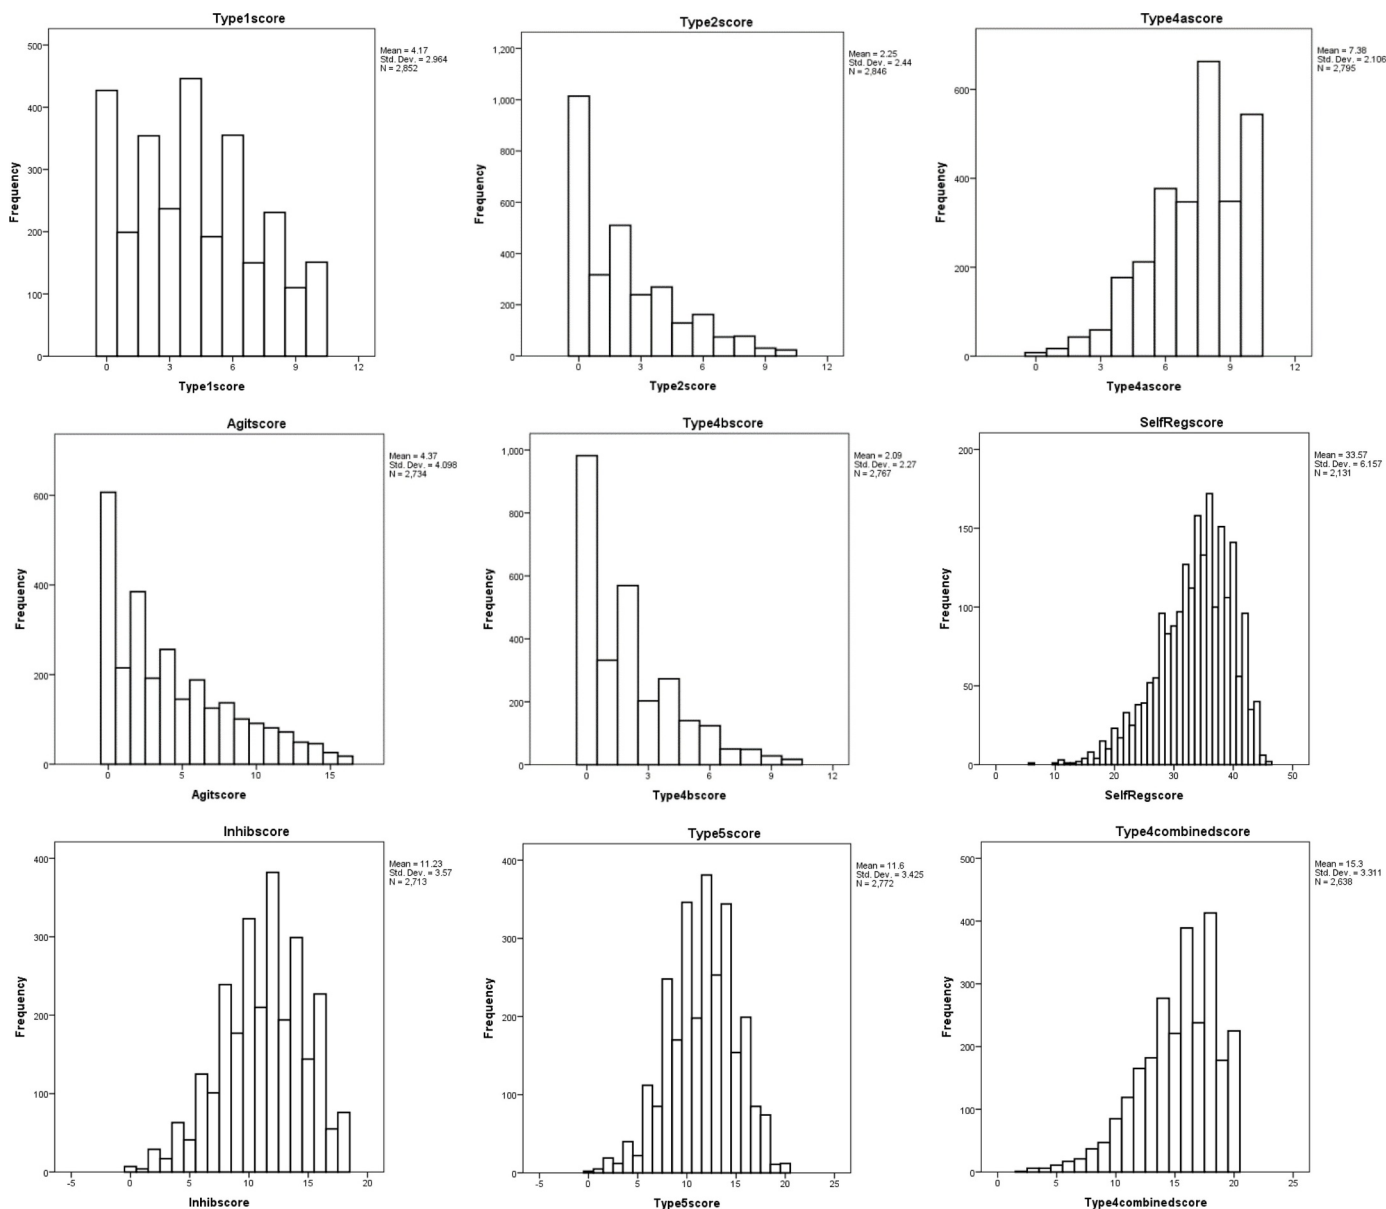 Type1score
Mean = 4.17
Std. Dev. = 2.964
N = 2,852
Frequency
500
400
300
200
100
0
0 3 6 9 12
Type1score
Type2score
Mean = 2.25
Std. Dev. = 2.44
N = 2,846
Frequency
1,200
1,000
800
600
400
200
0
0 3 6 9 12
Type2score
Type4ascore
Mean = 7.38
Std. Dev. = 2.106
N = 2,795
Frequency
600
400
200
0
0 3 6 9 12
Type4ascore
Agitscore
Mean = 4.37
Std. Dev. = 4.098
N = 2,734
Frequency
600
400
200
0
0 5 10 15
Agitscore
Type4bscore
Mean = 2.09
Std. Dev. = 2.27
N = 2,767
Frequency
1,000
800
600
400
200
0
0 3 6 9 12
Type4bscore
SelfRegscore
Mean = 33.57
Std. Dev. = 6.157
N = 2,131
Frequency
200
150
100
50
0
0 10 20 30 40 50
SelfRegscore
Inhibscore
Mean = 11.23
Std. Dev. = 3.57
N = 2,713
Frequency
400
300
200
100
0
-5 0 5 10 15 20
Inhibscore
Type5score
Mean = 11.6
Std. Dev. = 3.425
N = 2,772
Frequency
400
300
200
100
0
-5 0 5 10 15 20 25
Type5score
Type4combinedscore
Mean = 15.3
Std. Dev. = 3.311
N = 2,638
Frequency
500
400
300
200
100
0
0 5 10 15 20 25
Type4combinedscore